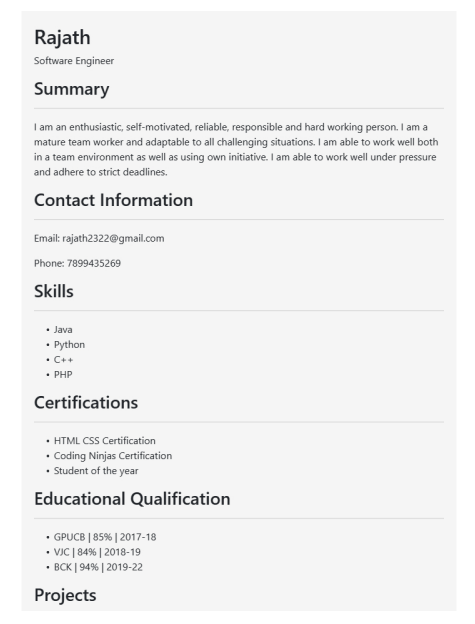 Rajath
Software Engineer
Summary
I am an enthusiastic, self-motivated, reliable, responsible and hard working person. I am a
mature team worker and adaptable to all challenging situations. I am able to work well both
in a team environment as well as using own initiative. I am able to work well under pressure
and adhere to strict deadlines.
Contact Information
Email: rajath2322@gmail.com
Phone: 7899435269
Skills
• Java
• Python
• C++
• PHP
Certifications
• HTML CSS Certification
• Coding Ninjas Certification
• Student of the year
Educational Qualification
• GPUCB | 85% | 2017-18
• VJC | 84% | 2018-19
• BCK | 94% | 2019-22
Projects